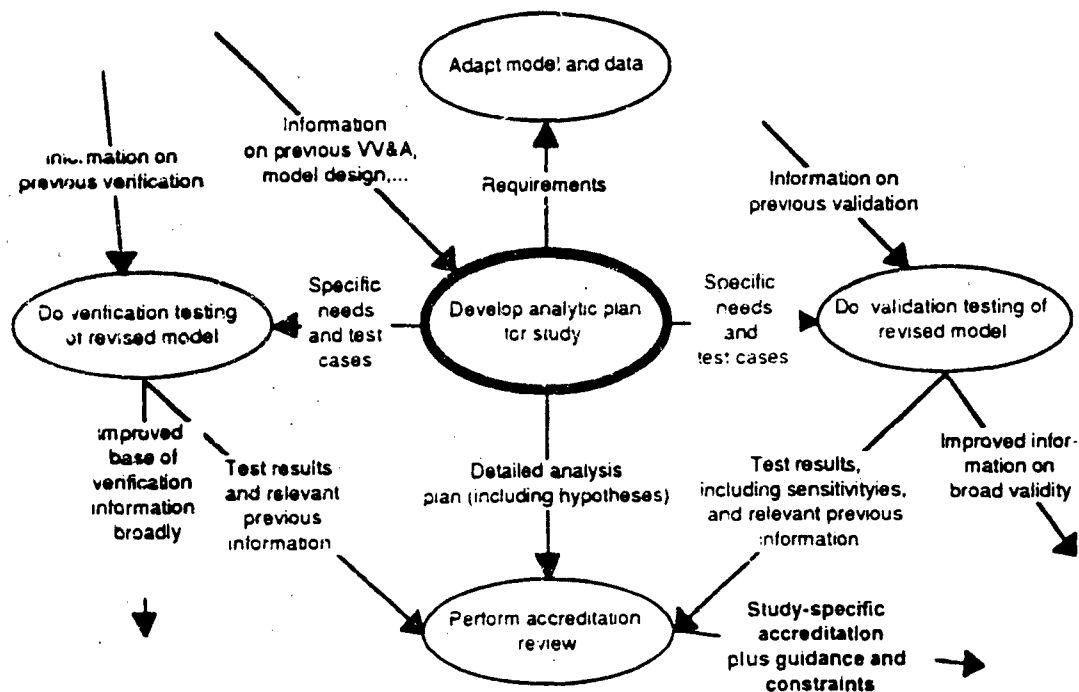 Adapt model and data
Information
on previous VV&A,
model design,...
Information on
previous verification
Requirements
Information on
previous validation
Do verification testing
of revised model
Specific
needs
and test
cases
Develop analytic plan
for study
Specific
needs
and
test cases
Do validation testing of
revised model
Improved
base of
verification
information
broadly
Test results
and relevant
previous
information
Detailed analysis
plan (including hypotheses)
Test results,
including sensitivityies,
and relevant previous
information
Improved infor-
mation on
broad validity
Perform accreditation
review
Study-specific
accreditation
plus guidance and
constraints